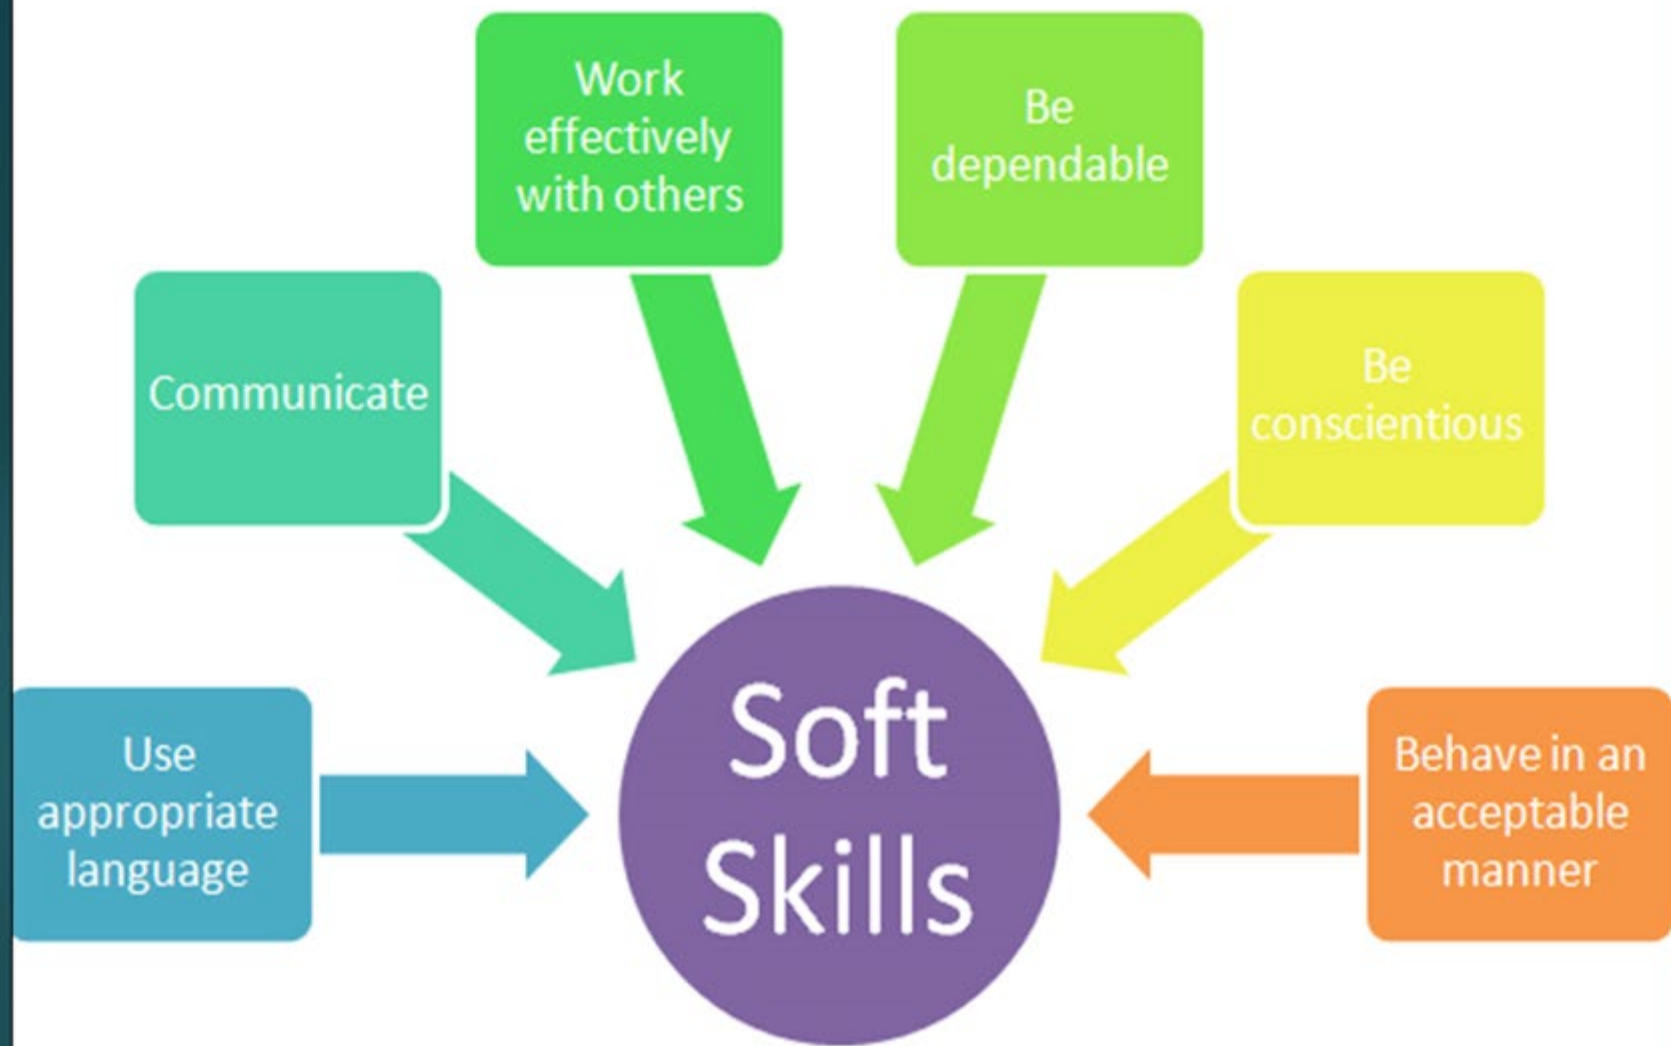 Work
effectively
with others
Be
dependable
Communicate
Be
conscientious
Use
appropriate
language
Soft
Skills
Behave in an
acceptable
manner